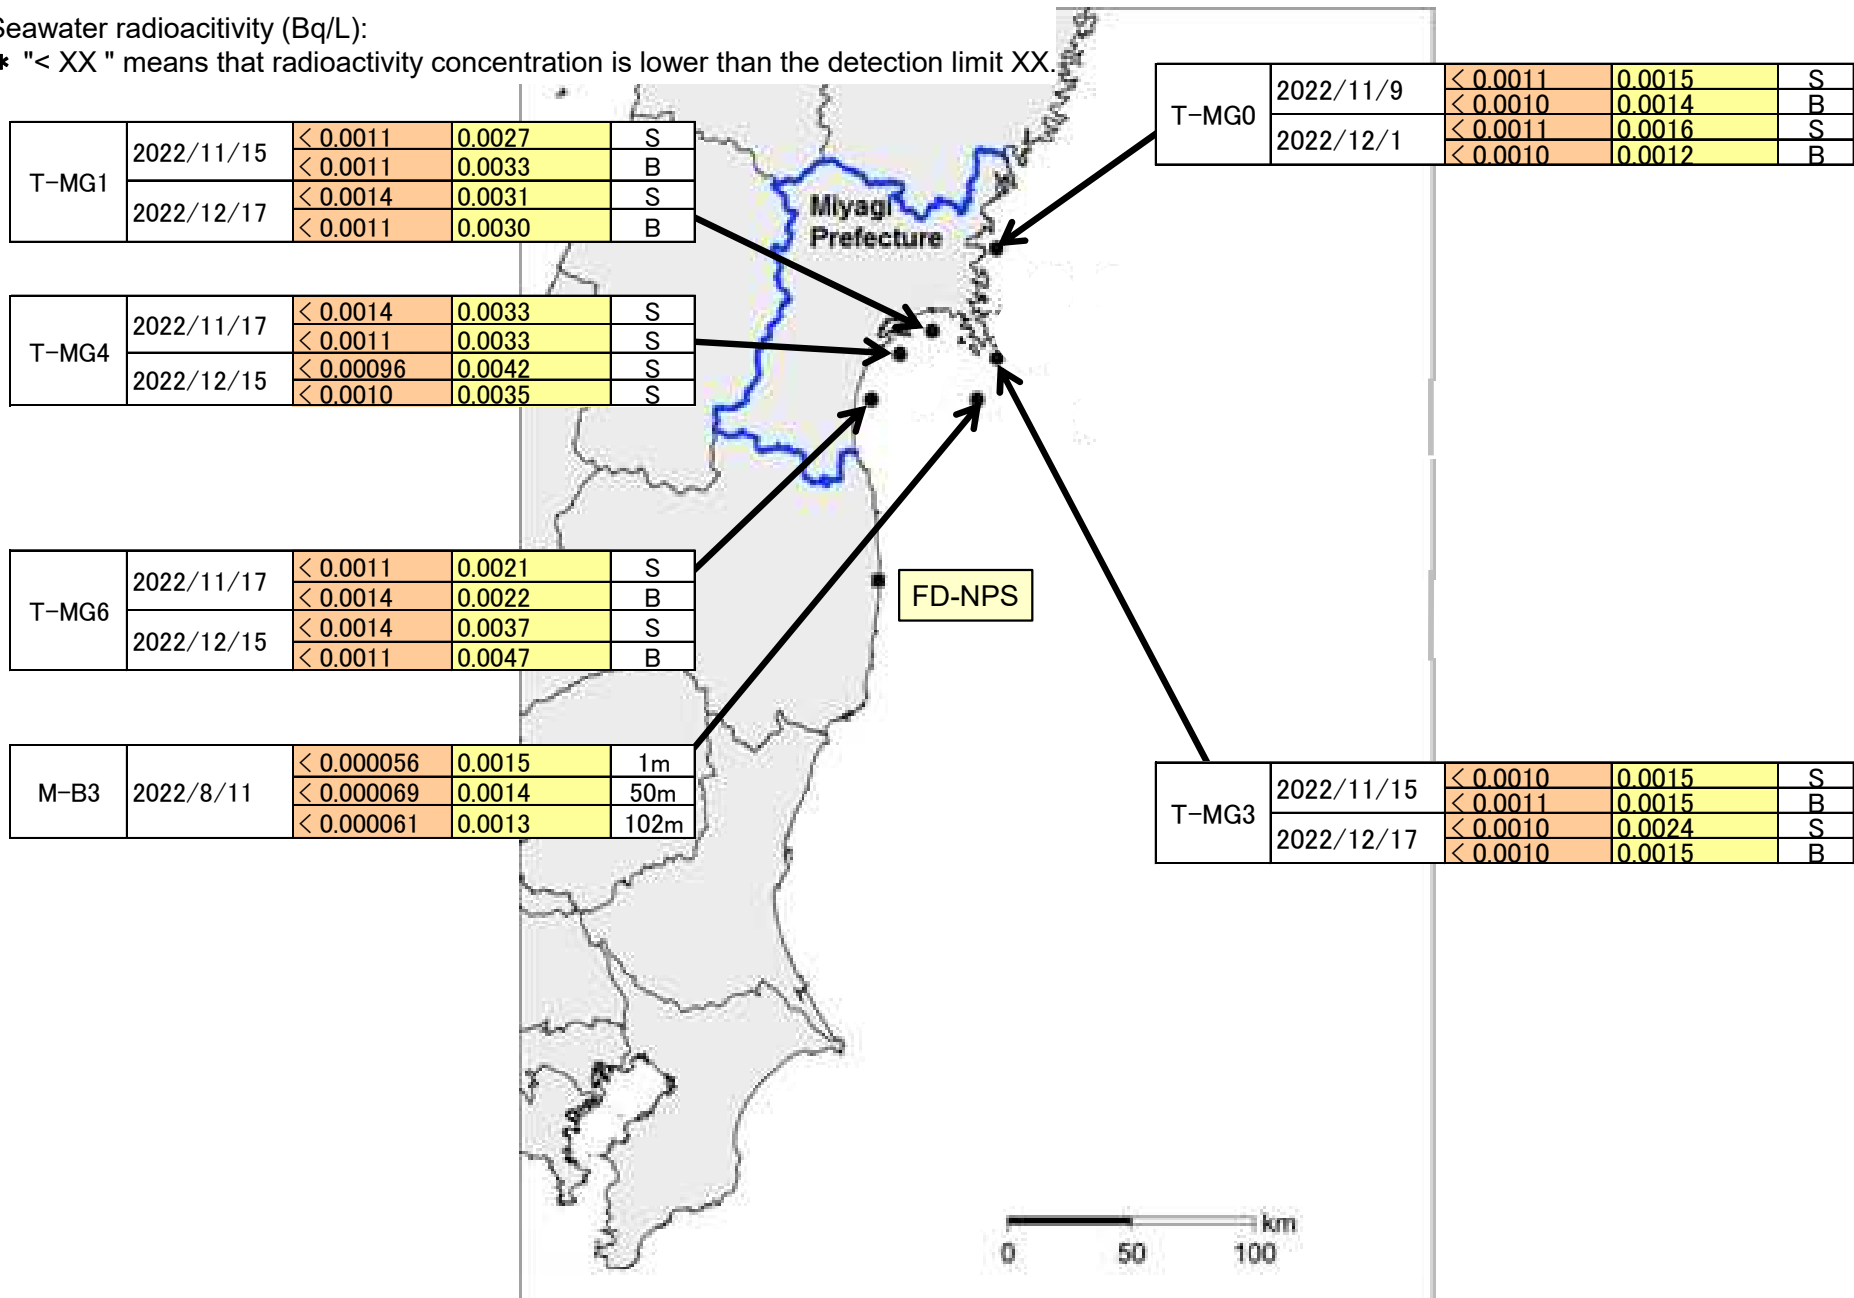 Seawater radioacitivity (Bq/L):
* "< XX " means that radioactivity concentration is lower than the detection limit XX.
T-MG0
2022/11/9 < 0.0011 0.0015 S
< 0.0010 0.0014 B
2022/12/1 < 0.0011 0.0016 S
< 0.0010 0.0012 B
T-MG1
2022/11/15 < 0.0011 0.0027 S
< 0.0011 0.0033 B
2022/12/17 < 0.0014 0.0031 S
< 0.0011 0.0030 B
Miyagi
Prefecture
T-MG4
2022/11/17 < 0.0014 0.0033 S
< 0.0011 0.0033 S
2022/12/15 < 0.00096 0.0042 S
< 0.0010 0.0035 S
T-MG6
2022/11/17 < 0.0011 0.0021 S
< 0.0014 0.0022 B
2022/12/15 < 0.0014 0.0037 S
< 0.0011 0.0047 B
FD-NPS
M-B3
2022/8/11 < 0.000056 0.0015 1m
< 0.000069 0.0014 50m
< 0.000061 0.0013 102m
T-MG3
2022/11/15 < 0.0010 0.0015 S
< 0.0011 0.0015 B
2022/12/17 < 0.0010 0.0024 S
< 0.0010 0.0015 B
km
0 50 100